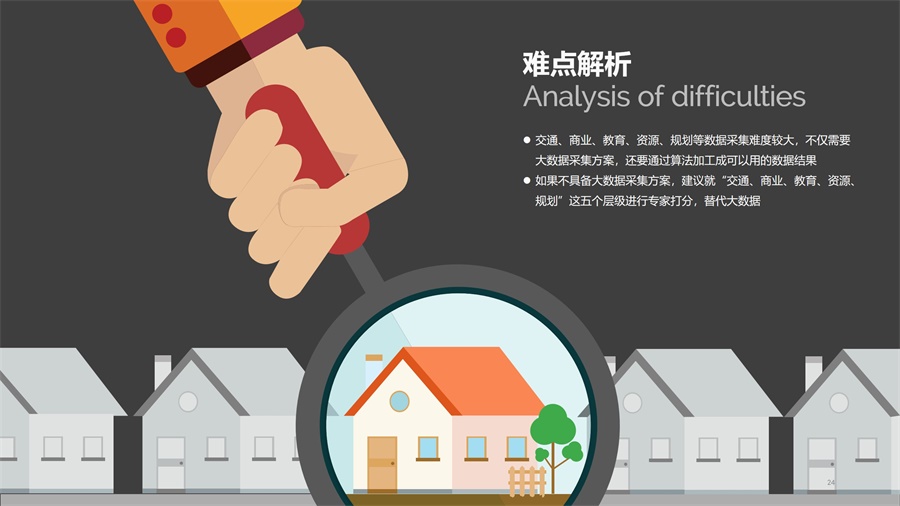 难点解析
Analysis of difficulties
● 交通、商业、教育、资源、规划等数据采集难度较大，不仅需要
大数据采集方案，还要通过算法加工成可以用的数据结果
● 如果不具备大数据采集方案，建议就“交通、商业、教育、资源、
规划”这五个层级进行专家打分，替代大数据
24